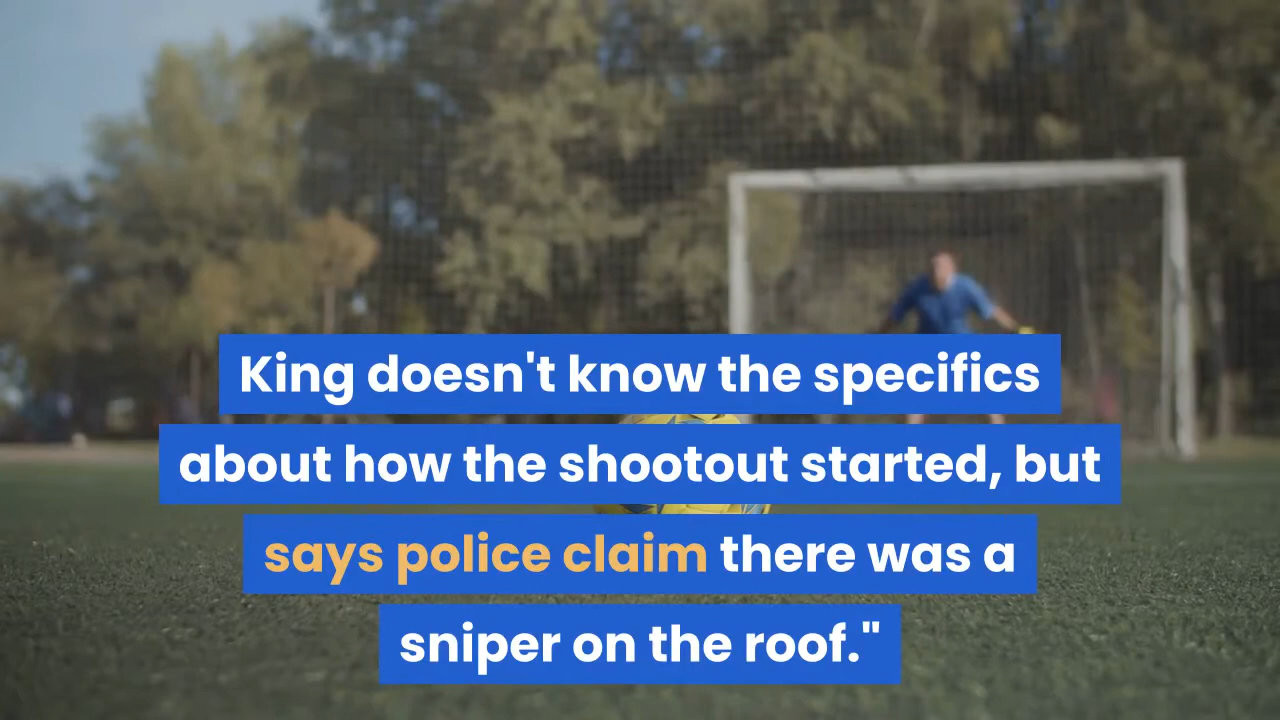 King doesn't know the specifics
about how the shootout started, but
says police claim there was a
sniper on the roof."